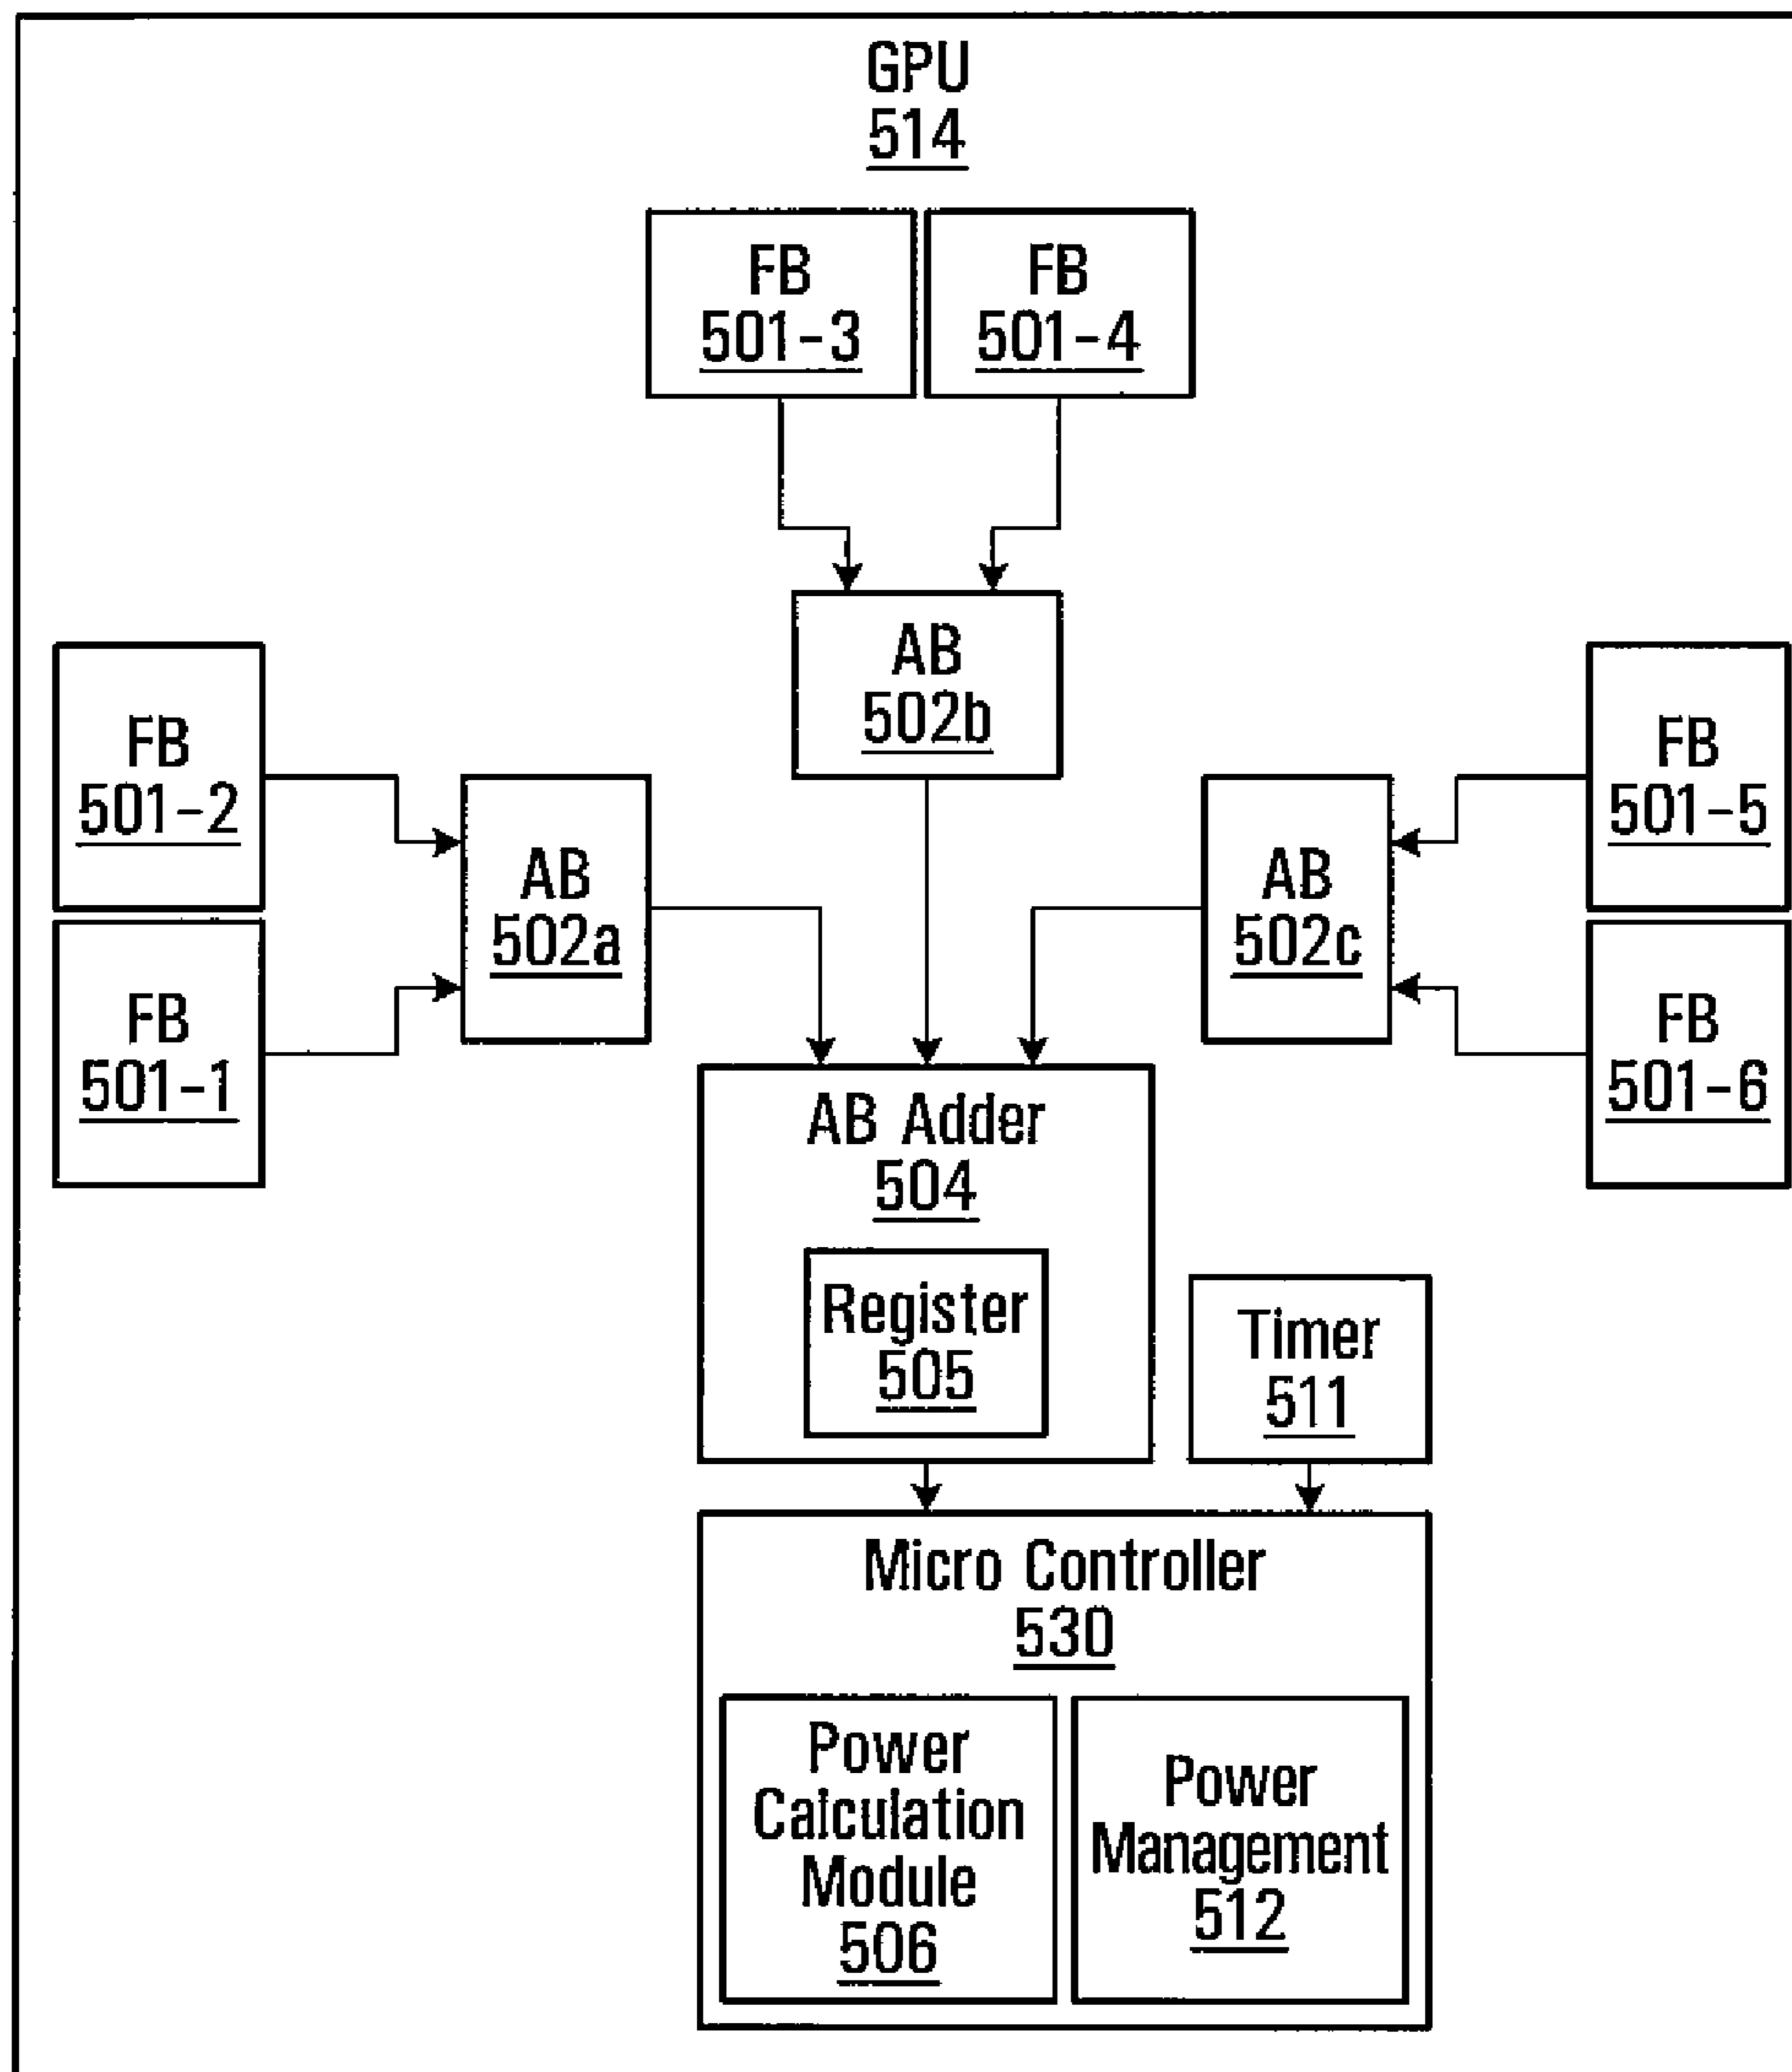 GPU
514
FB
501-3
FB
501-4
AB
502b
FB
501-2
FB
501-5
AB
502a
AB
502c
FB
501-1
FB
501-6
AB Adder
504
Register
505
Timer
511
Micro Controller
530
Power
Calculation
Module
506
Power
Management
512